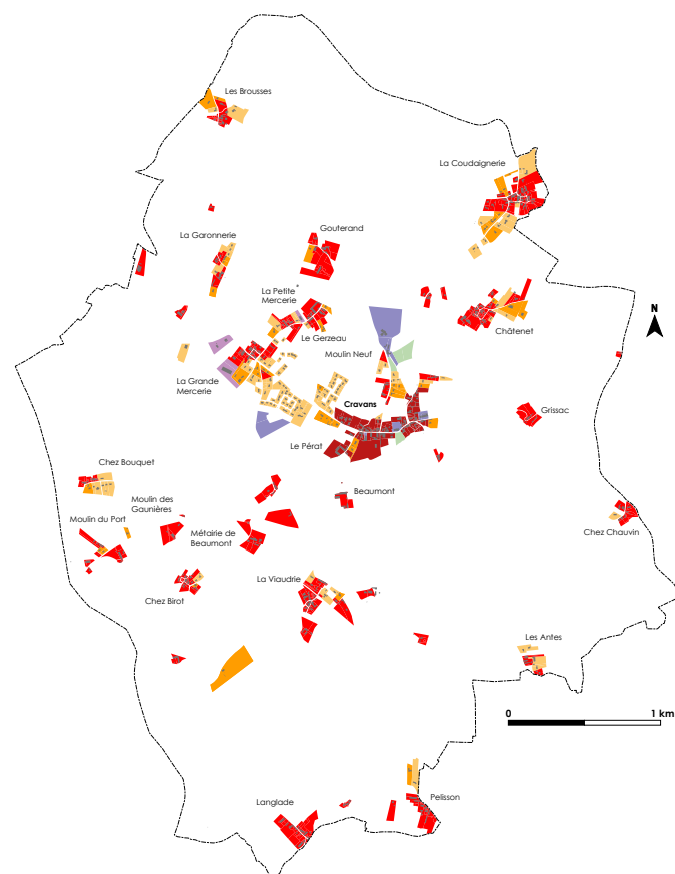 Les Brousses
La Coudaignerie
La Garonnerie
Gouterand
La Petite
Mercerie
N
Le Gerzeau
Châtenet
Moulin Neuf
La Grande
Mercerie
Cravans
Grissac
Le Pérat
Chez Bouquet
Moulin des
Gaunières
Beaumont
Moulin du Port
Métairie de
Beaumont
Chez Chauvin
La Viaudrie
Chez Birot
Les Antes
0
1 km
Langlade
Pelisson